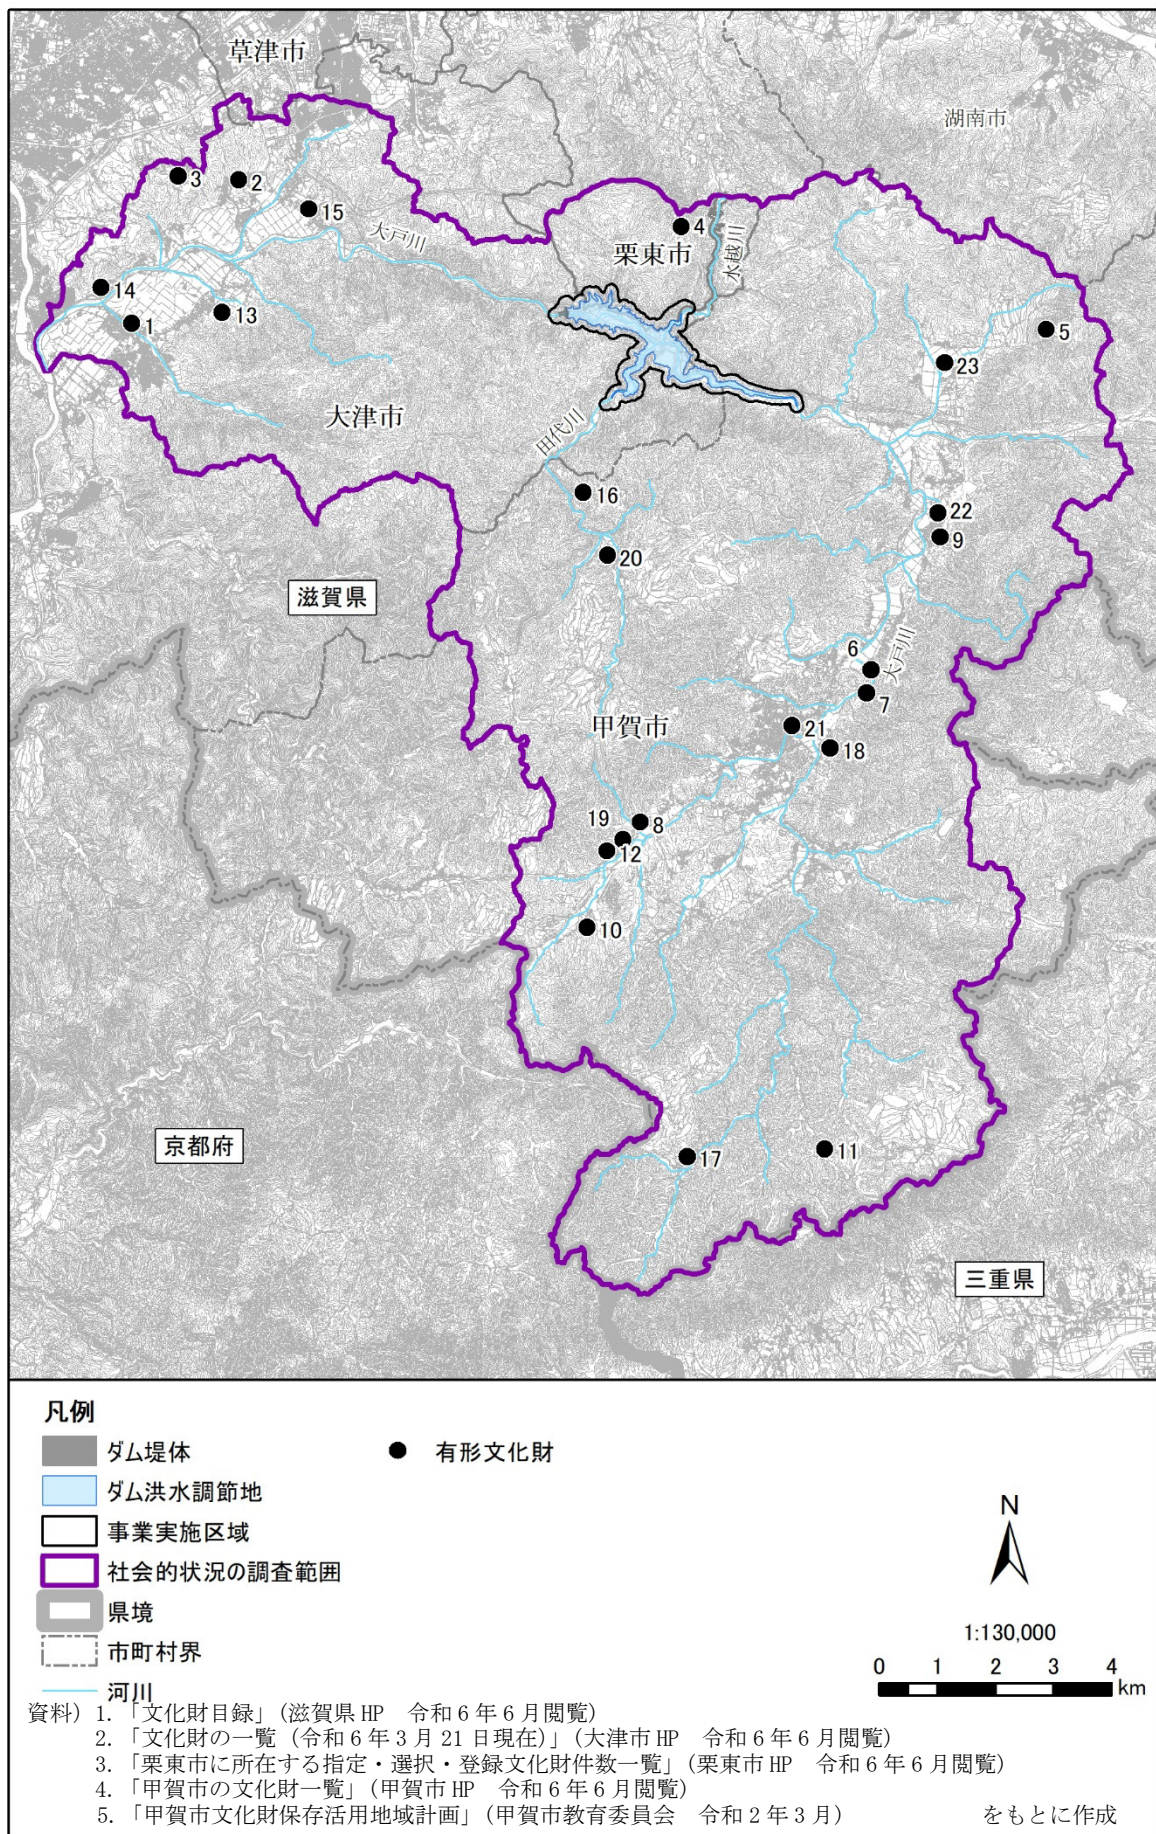 草津市
湖南市
3
2
15
大戸川
4
栗東市
水越川
14
1
13
5
23
大津市
田代川
16
22
9
20
滋賀県
6
大戸川
7
甲賀市
21
18
19
8
12
10
京都府
17
11
三重県
凡例
ダム堤体
有形文化財
ダム洪水調節地
事業実施区域
社会的状況の調査範囲
県境
市町村界
河川
N
1:130,000
0 1 2 3 4
km
資料）1. 「文化財目録」（滋賀県 HP 令和 6 年 6 月閲覧）
2. 「文化財の一覧（令和 6 年 3 月 21 日現在）」（大津市 HP 令和 6 年 6 月閲覧）
3. 「栗東市に所在する指定・選択・登録文化財件数一覧」（栗東市 HP 令和 6 年 6 月閲覧）
4. 「甲賀市の文化財一覧」（甲賀市 HP 令和 6 年 6 月閲覧）
5. 「甲賀市文化財保存活用地域計画」（甲賀市教育委員会 令和 2 年 3 月） をもとに作成